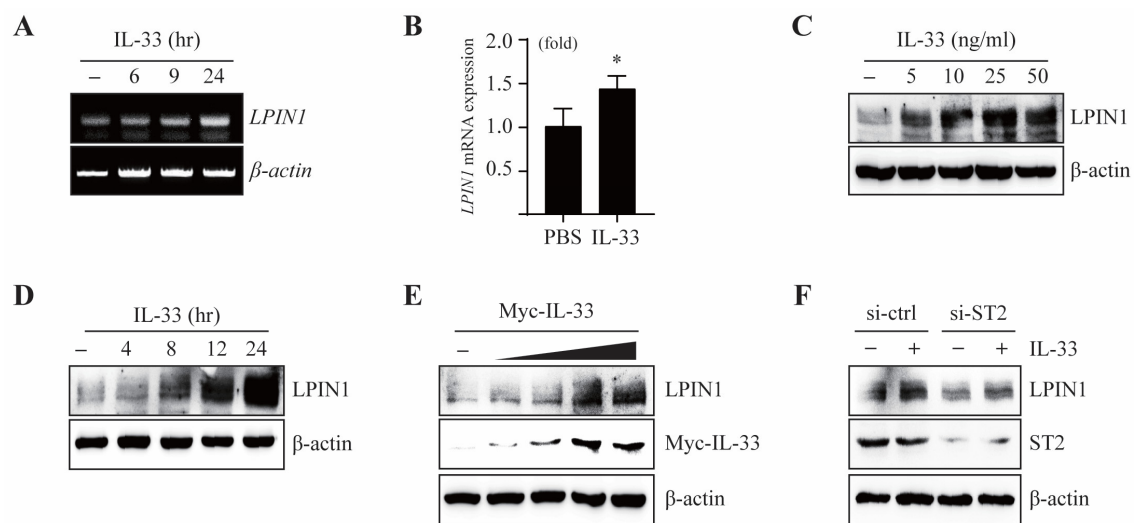 A
IL-33 (hr)
– 6 9 24
LPIN1
β-actin
B
LPIN1 mRNA expression
(fold)
2.0
1.5
1.0
0.5
*
PBS IL-33
C
IL-33 (ng/ml)
– 5 10 25 50
LPIN1
β-actin
D
IL-33 (hr)
– 4 8 12 24
LPIN1
β-actin
E
Myc-IL-33
–
LPIN1
Myc-IL-33
β-actin
F
si-ctrl si-ST2
– + – + IL-33
LPIN1
ST2
β-actin